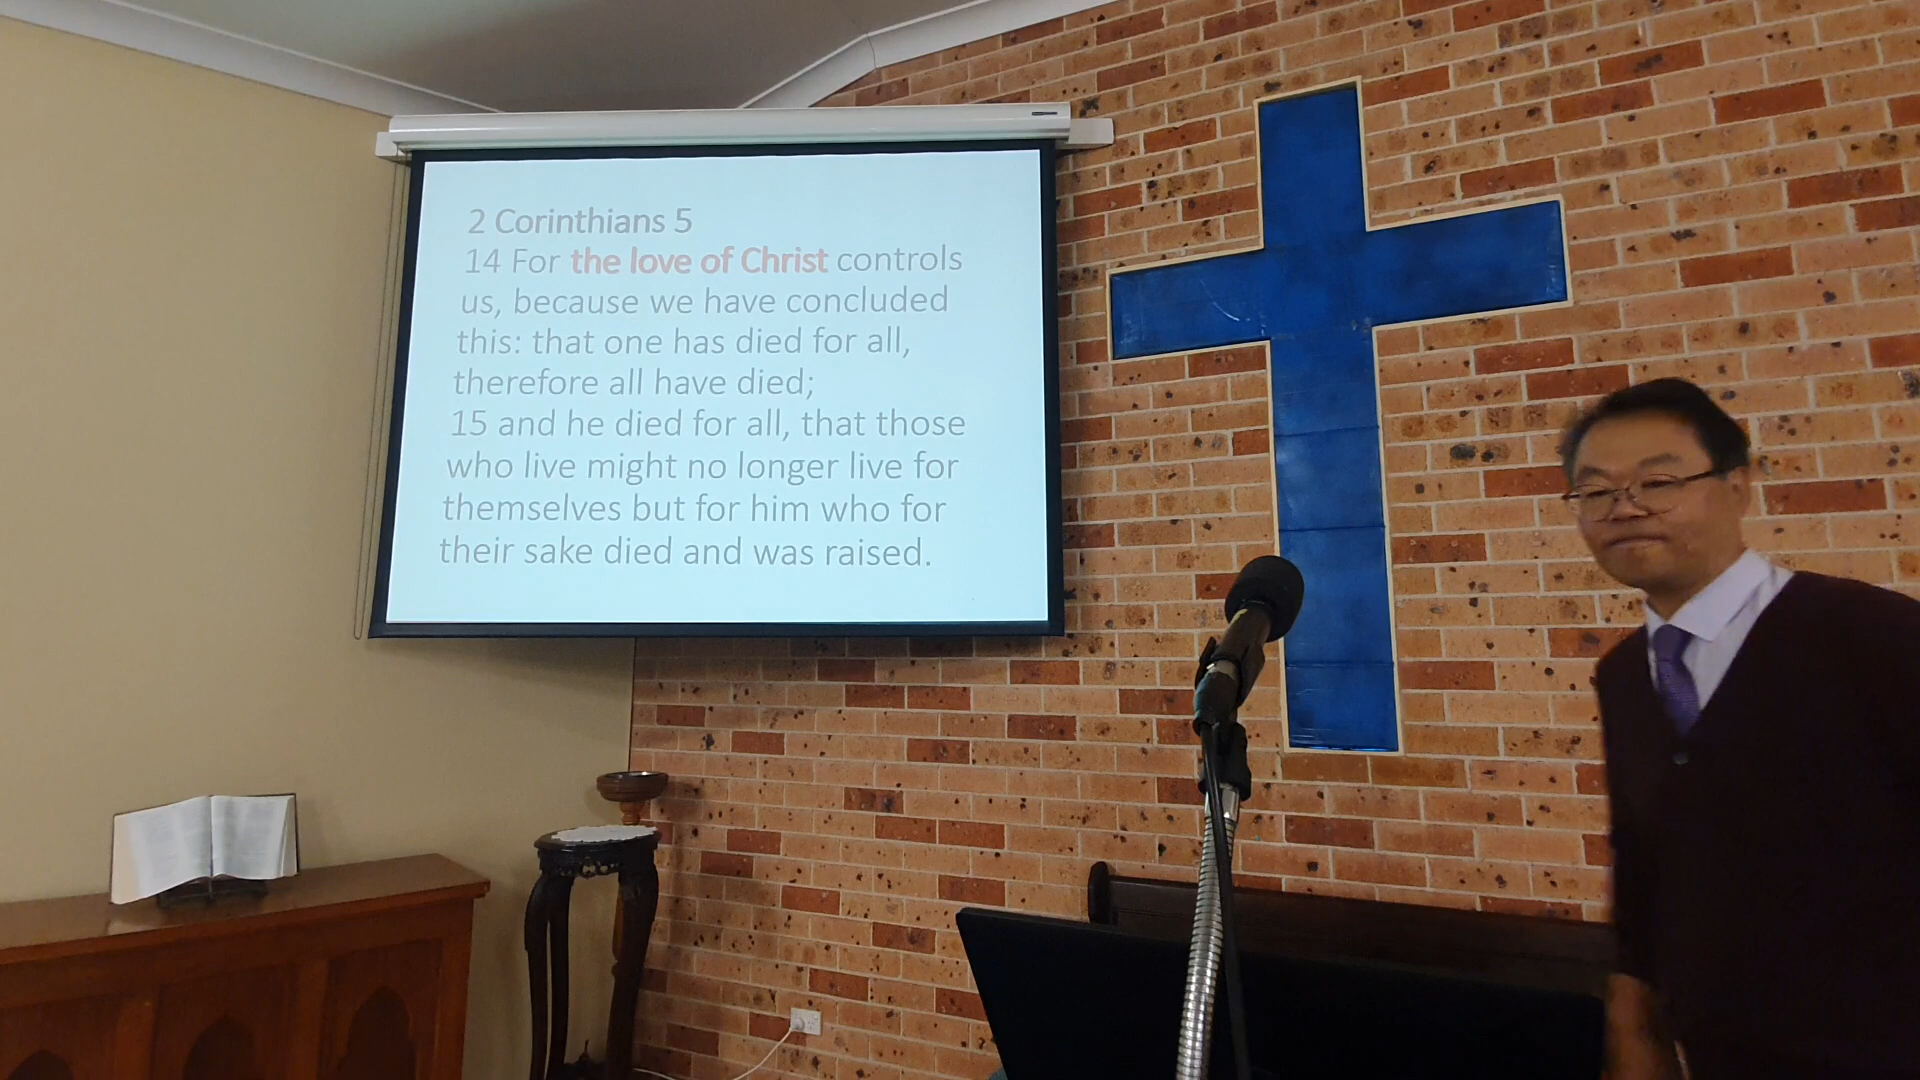 2 Corinthians 5
14 For the love of Christ controls
us, because we have concluded
this: that one has died for all,
therefore all have died;
15 and he died for all, that those
who live might no longer live for
themselves but for him who for
their sake died and was raised.